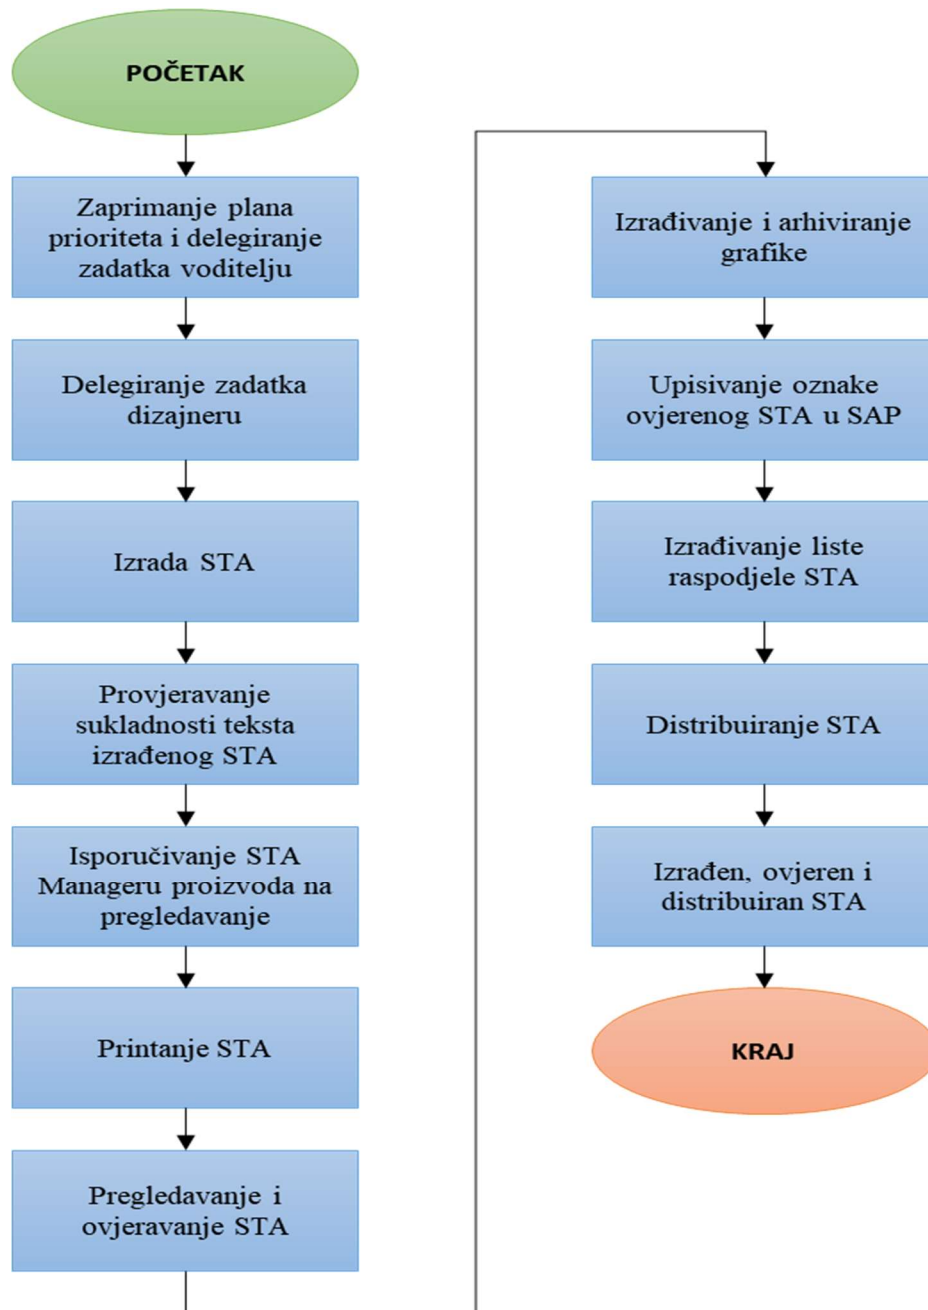 POČETAK
Zaprimanje plana
prioriteta i delegiranje
zadatka voditelju
Delegiranje zadatka
dizajneru
Izrada STA
Provjeravanje
sukladnosti teksta
izrađenog STA
Isporučivanje STA
Manageru proizvoda na
pregledavanje
Printanje STA
Pregledavanje i
ovjeravanje STA
Izrađivanje i arhiviranje
grafike
Upisivanje oznake
ovjerenog STA u SAP
Izrađivanje liste
raspodjele STA
Distribuiranje STA
Izrađen, ovjeren i
distribuiran STA
KRAJ